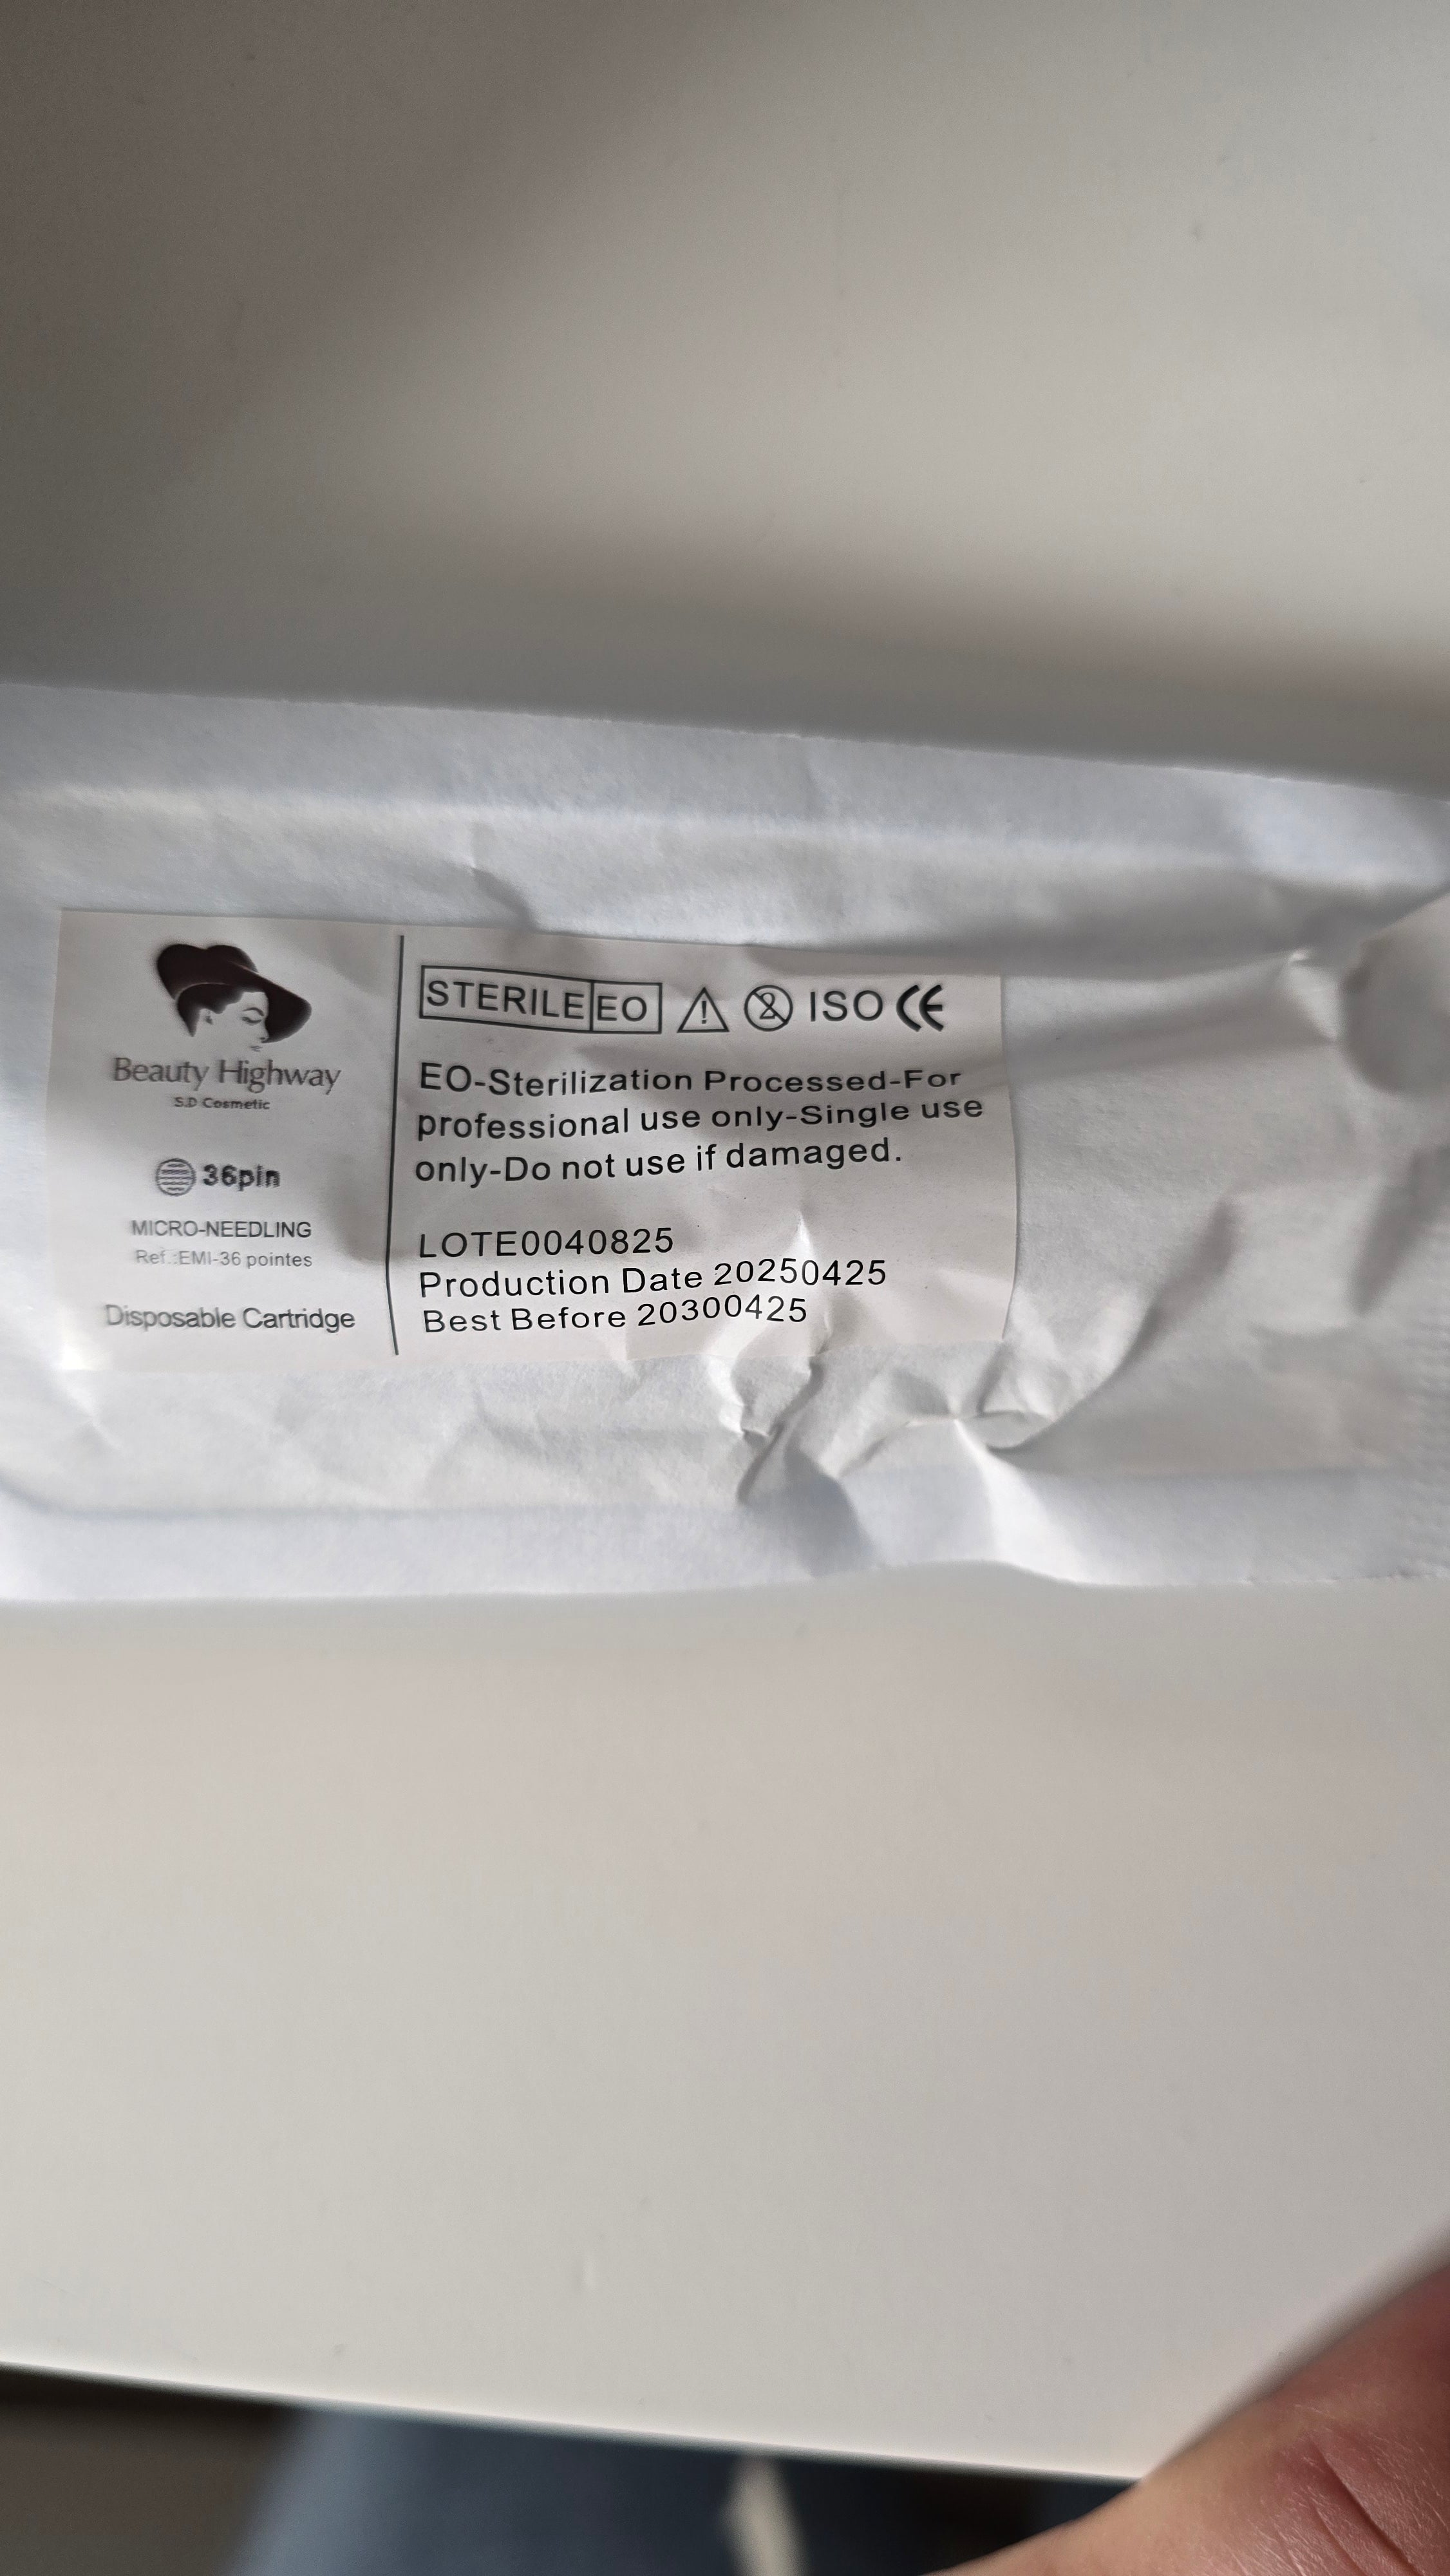 Beauty Highway
S.D Cosmetic
36pin
MICRO-NEEDLING
Ref.:EMI-36 pointes
Disposable Cartridge
STERILE EO ISO CE
EO-Sterilization Processed-For
professional use only-Single use
only-Do not use if damaged.
LOTE0040825
Production Date 20250425
Best Before 20300425